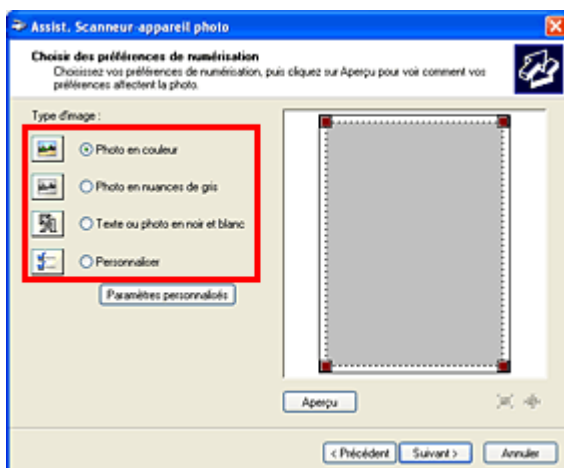 Assist. Scanneur-appareil photo
Choisir des préférences de numérisation
Choisissez vos préférences de numérisation, puis cliquez sur Aperçu pour voir comment vos
préférences affectent la photo.
Type d'image :
Photo en couleur
Photo en nuances de gris
Texte ou photo en noir et blanc
Personnaliser
Paramètres personnalisés
Aperçu
< Précédent Suivant > Annuler